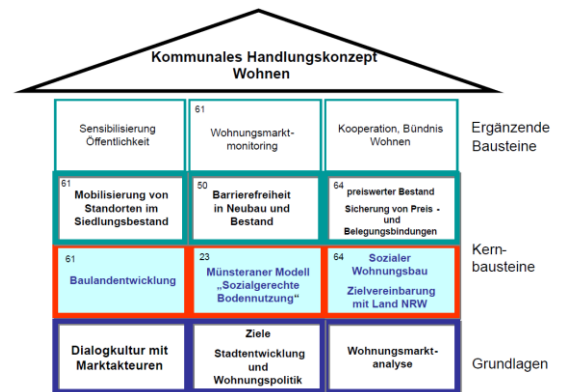 Kommunales Handlungskonzept
Wohnen
Sensibilisierung
Öffentlichkeit
61
Wohnungsmarkt-
monitoring
Kooperation, Bündnis
Wohnen
Ergänzende
Bausteine
61
Mobilisierung von
Standorten im
Siedlungsbestand
50
Barrierefreiheit
in Neubau und
Bestand
64
preiswerter Bestand
Sicherung von Preis -
und
Belegungsbindungen
Kern-
bausteine
61
Baulandentwicklung
23
Münsteraner Modell
„Sozialgerechte
Bodennutzung“
64
Sozialer
Wohnungsbau
Zielvereinbarung
mit Land NRW
Dialogkultur mit
Marktakteuren
Ziele
Stadtentwicklung
und
Wohnungspolitik
Wohnungsmarkt-
analyse
Grundlagen